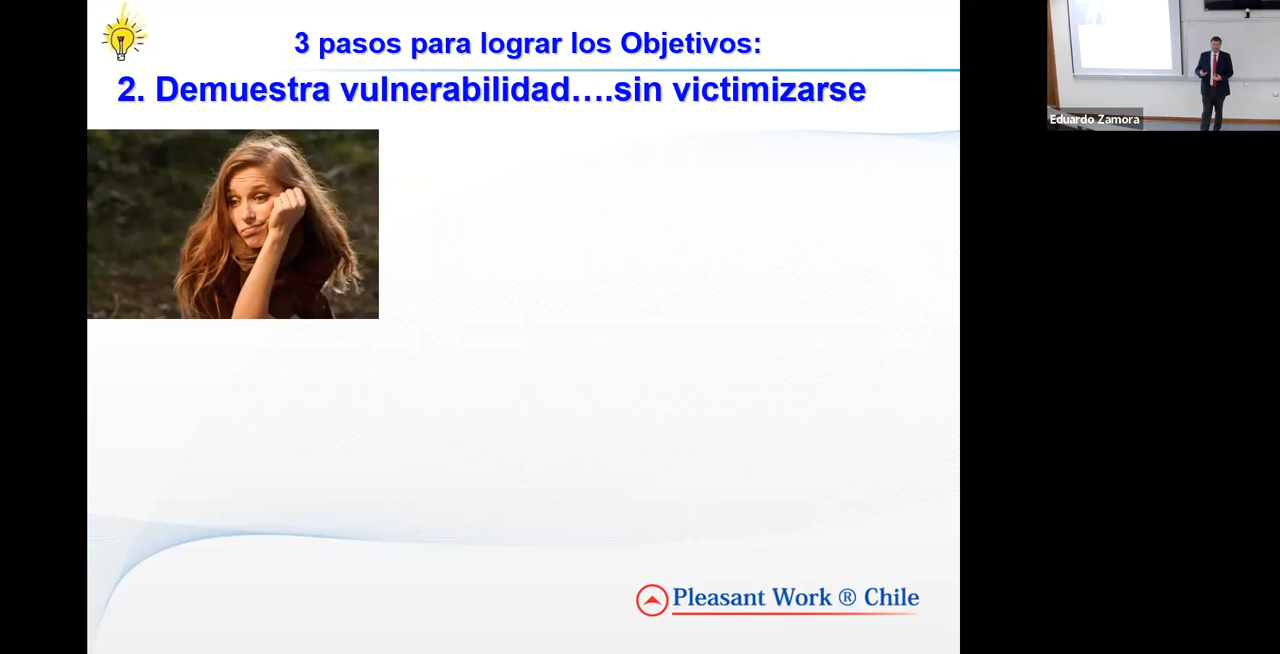 3 pasos para lograr los Objetivos:
2. Demuestra vulnerabilidad….sin victimizarse
Eduardo Zamora
Pleasant Work ® Chile